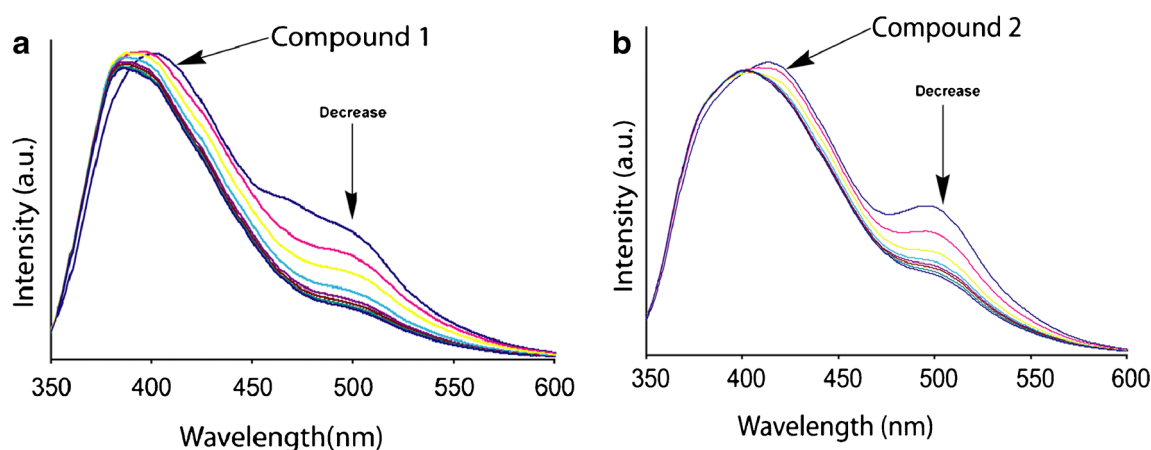 a
Compound 1
Decrease
Intensity (a.u.)
350 400 450 500 550 600
Wavelength(nm)
b
Compound 2
Decrease
Intensity (a.u.)
350 400 450 500 550 600
Wavelength (nm)